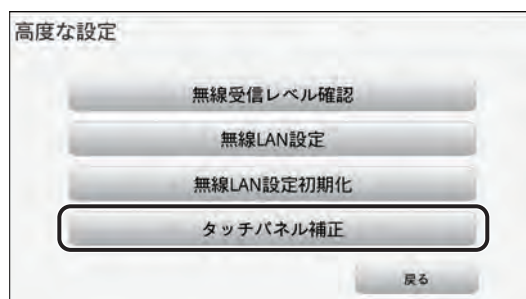 高度な設定
無線受信レベル確認
無線LAN設定
無線LAN設定初期化
タッチパネル補正
戻る